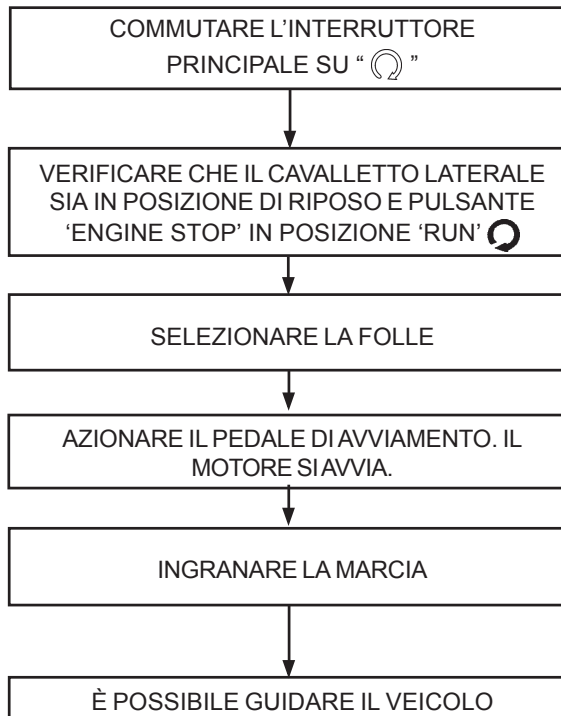 COMMUTARE L'INTERRUTTORE
PRINCIPALE SU “ ”
VERIFICARE CHE IL CAVALLETTO LATERALE
SIA IN POSIZIONE DI RIPOSO E PULSANTE
‘ENGINE STOP’ IN POSIZIONE ‘RUN’
SELEZIONARE LA FOLLE
AZIONARE IL PEDALE DI AVVIAMENTO. IL
MOTORE SI AVVIA.
INGRANARE LA MARCIA
È POSSIBILE GUIDARE IL VEICOLO